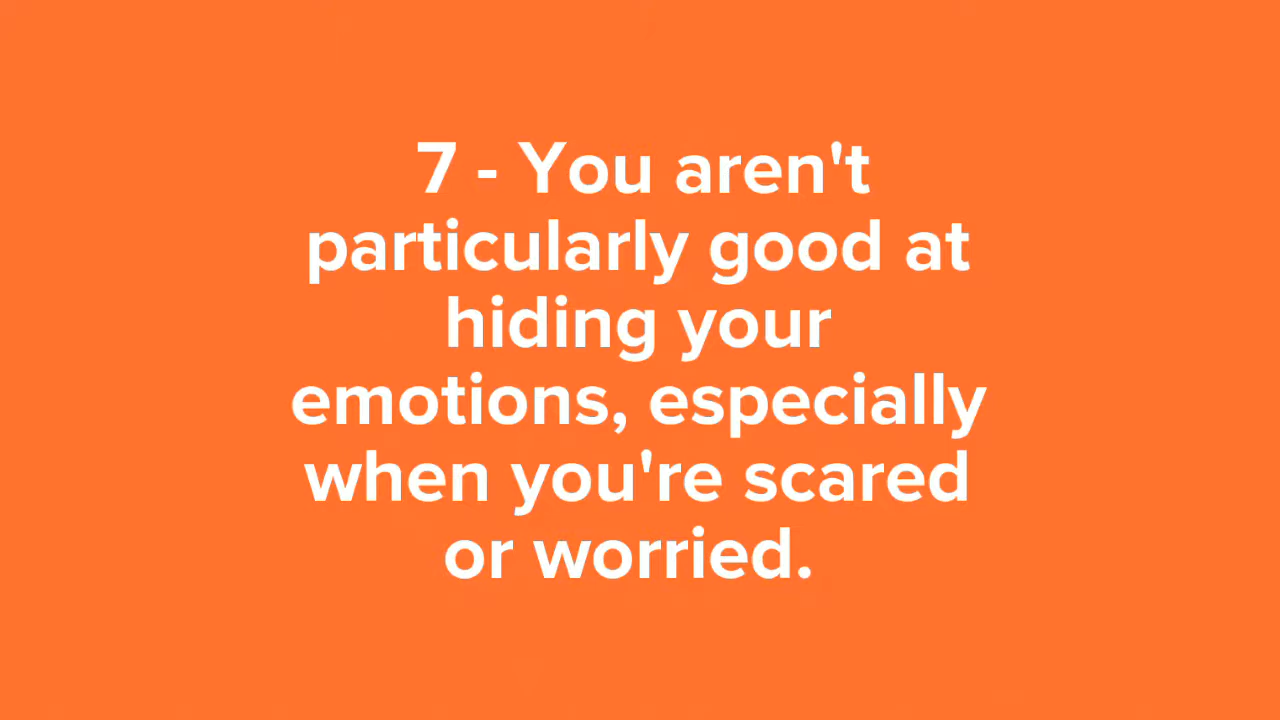 7 - You aren't
particularly good at
hiding your
emotions, especially
when you're scared
or worried.